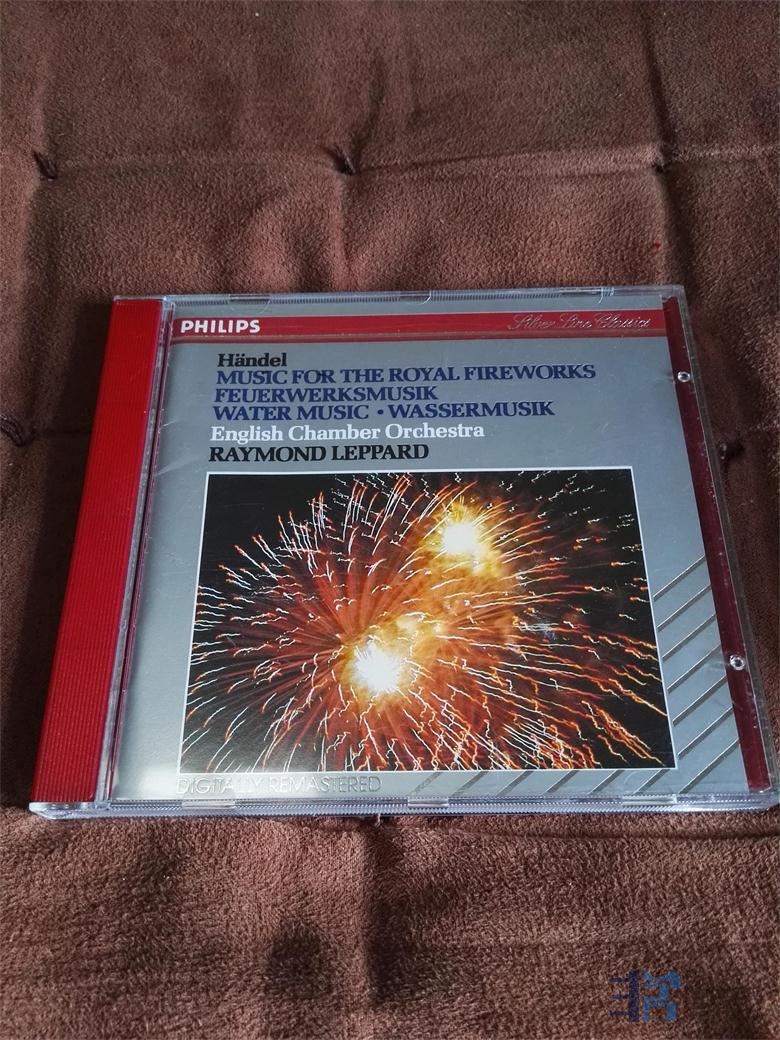 PHILIPS
Silver Line Classics
Händel
MUSIC FOR THE ROYAL FIREWORKS
FEUERWERKSMUSIK
WATER MUSIC • WASSERMUSIK
English Chamber Orchestra
RAYMOND LEPPARD
DIGITALLY REMASTERED